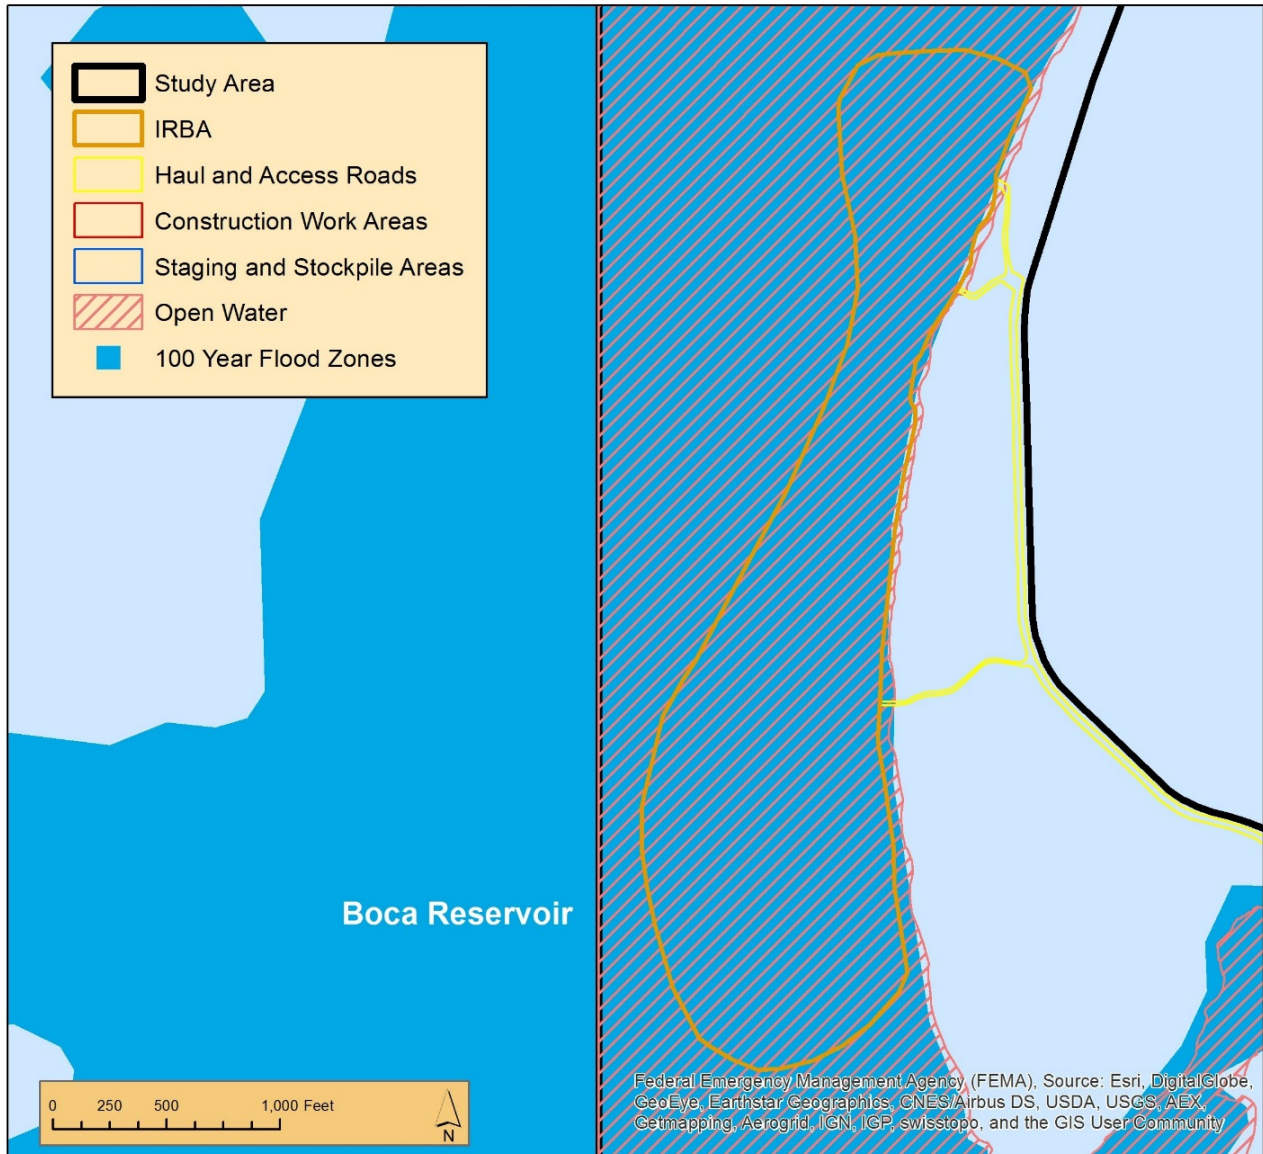 Study Area
IRBA
Haul and Access Roads
Construction Work Areas
Staging and Stockpile Areas
Open Water
100 Year Flood Zones
Boca Reservoir
0 250 500 1,000 Feet
N
Federal Emergency Management Agency (FEMA), Source: Esri, DigitalGlobe,
GeoEye, Earthstar Geographics, CNES/Airbus DS, USDA, USGS, AEX,
Getmapping, Aerogrid, IGN, IGP, swisstopo, and the GIS User Community